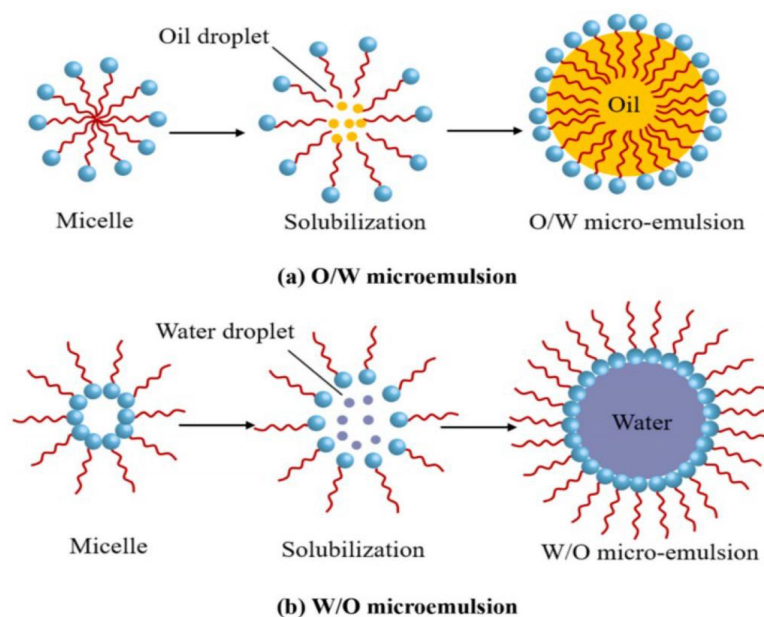 Oil droplet
Oil
Micelle
Solubilization
O/W micro-emulsion
(a) O/W microemulsion
Water droplet
Water
Micelle
Solubilization
W/O micro-emulsion
(b) W/O microemulsion